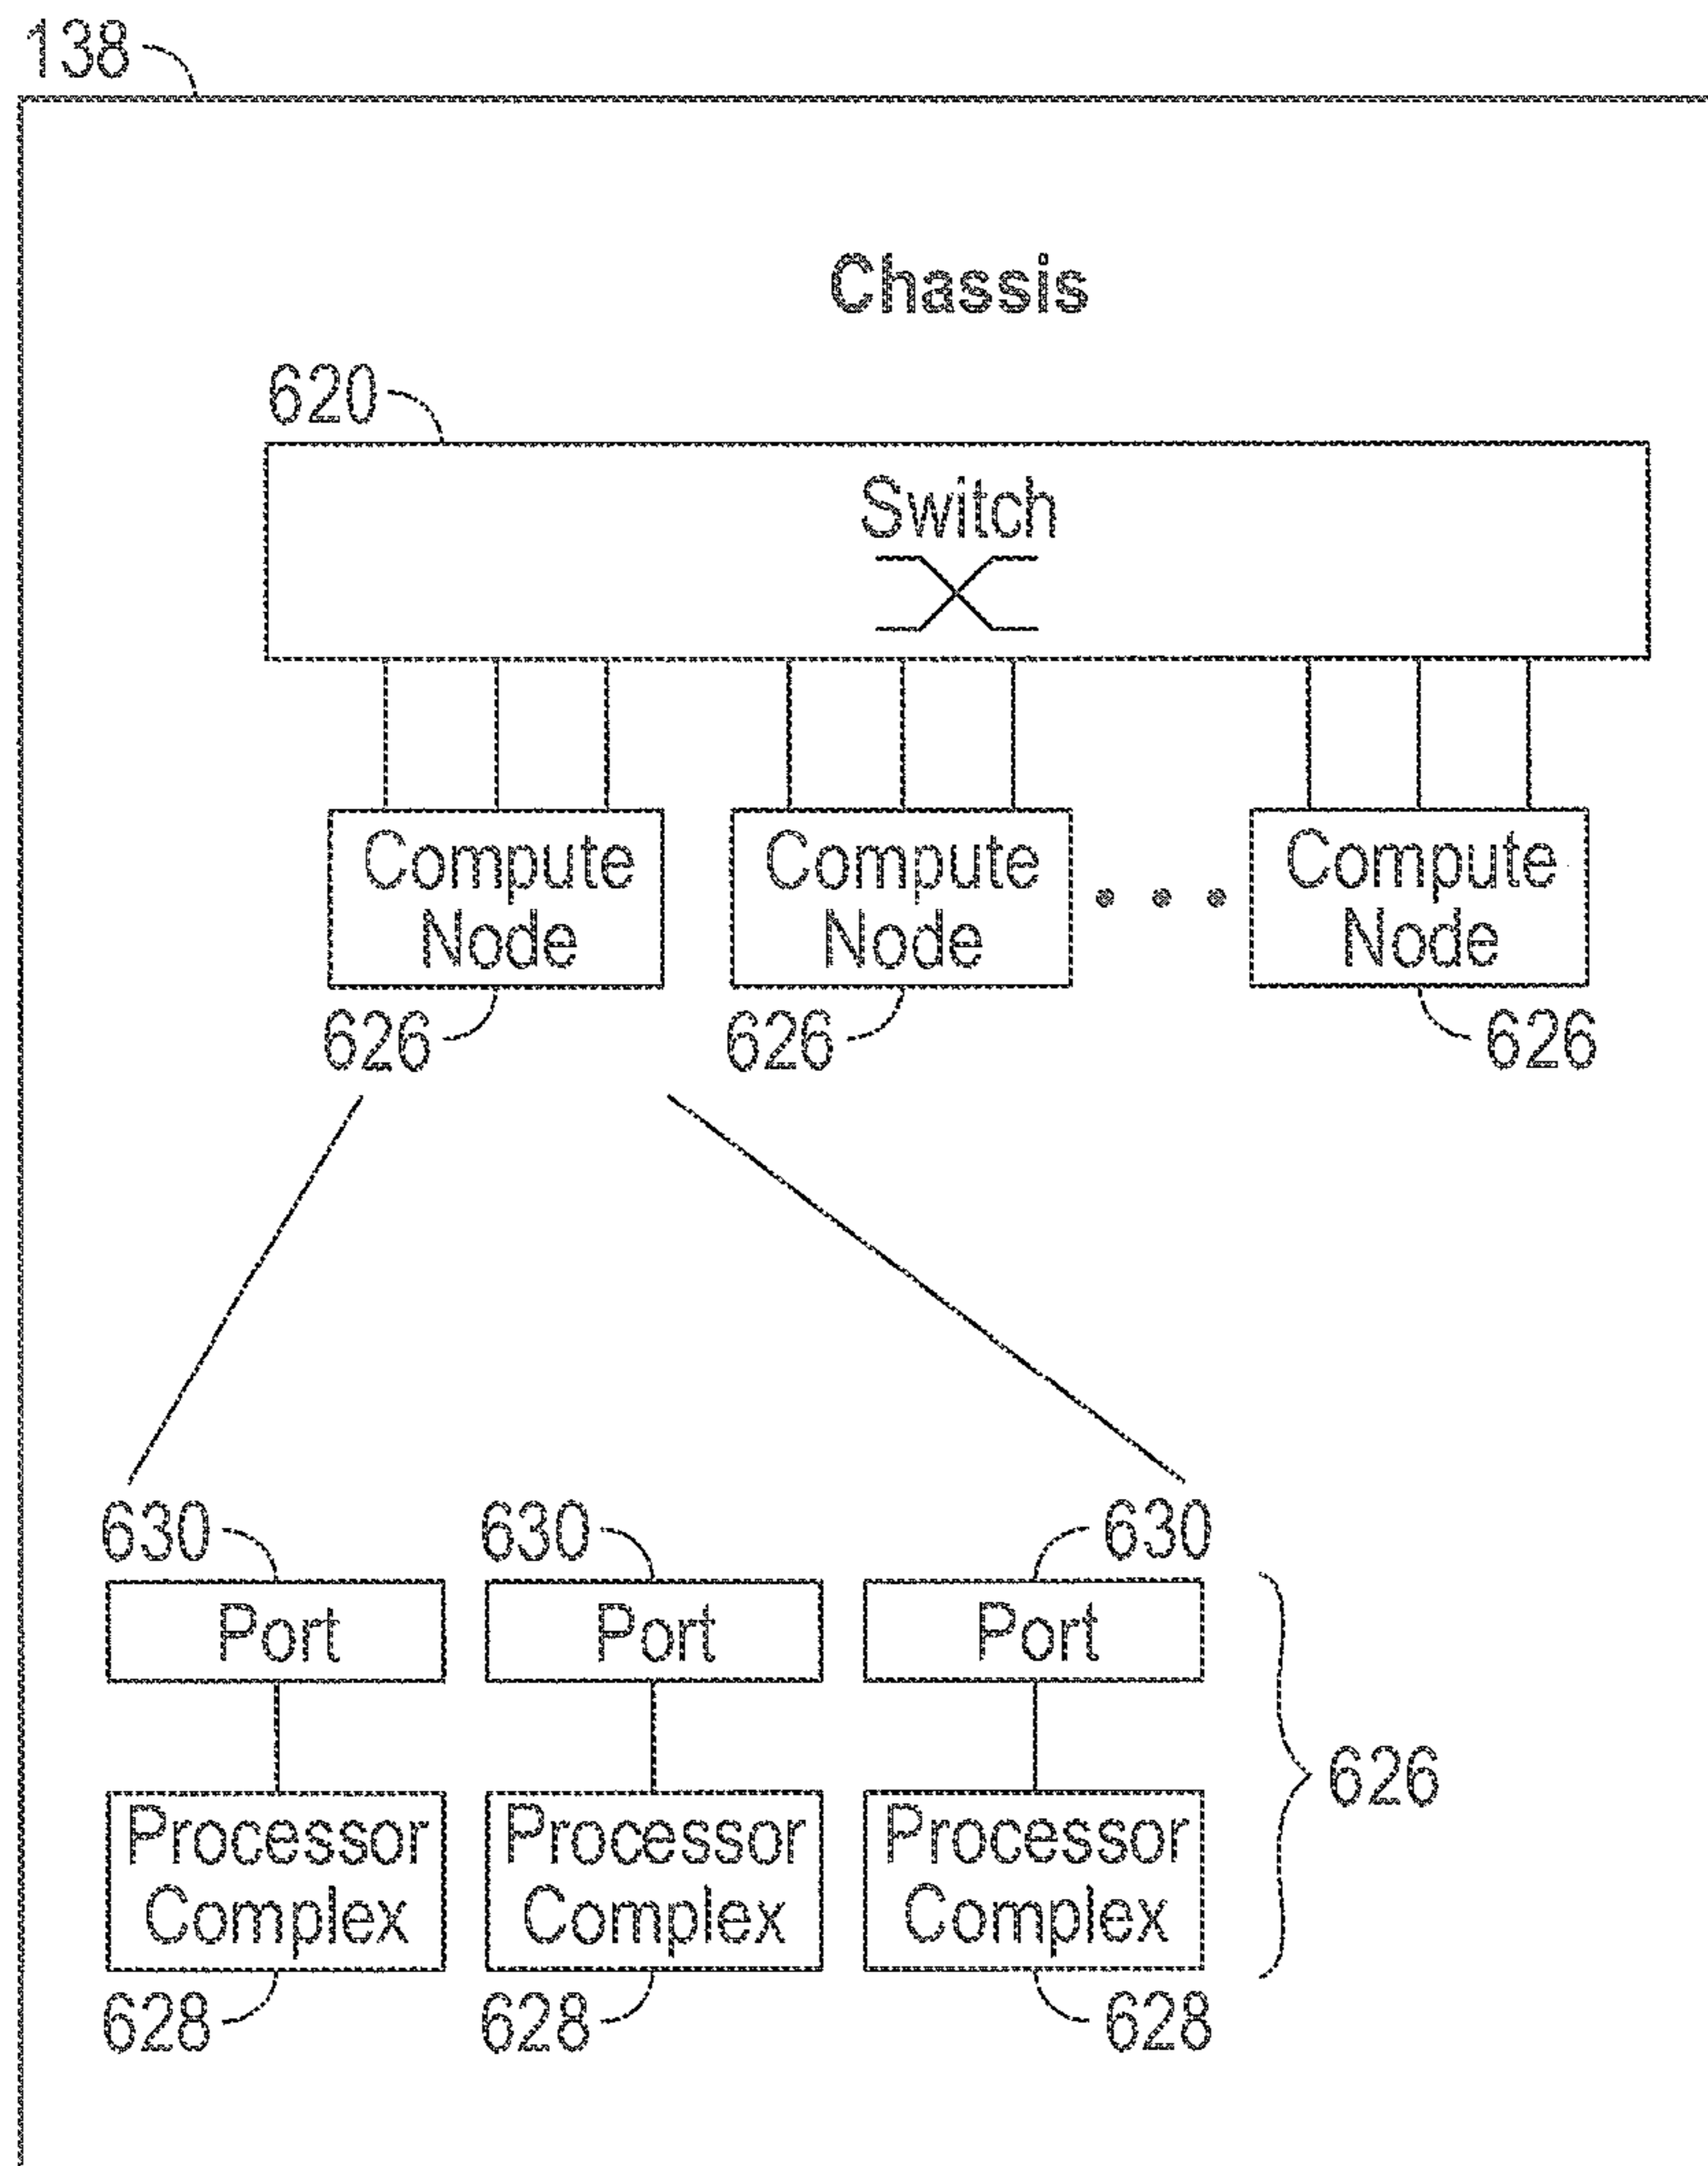 138
Chassis
620
Switch
Compute Node
Compute Node
Compute Node
626
626
626
630
630
630
Port
Port
Port
626
Processor Complex
Processor Complex
Processor Complex
628
628
628